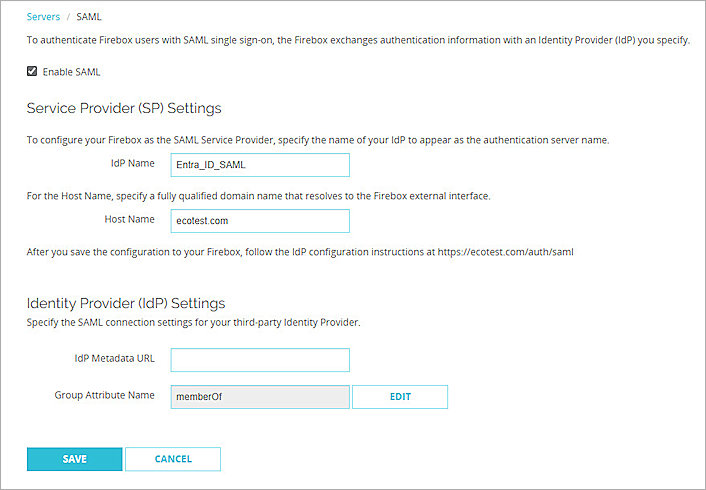 Servers / SAML
To authenticate Firebox users with SAML single sign-on, the Firebox exchanges authentication information with an Identity Provider (IdP) you specify.
Enable SAML
Service Provider (SP) Settings
To configure your Firebox as the SAML Service Provider, specify the name of your IdP to appear as the authentication server name.
IdP Name Entra_ID_SAML
For the Host Name, specify a fully qualified domain name that resolves to the Firebox external interface.
Host Name ecotest.com
After you save the configuration to your Firebox, follow the IdP configuration instructions at https://ecotest.com/auth/saml
Identity Provider (IdP) Settings
Specify the SAML connection settings for your third-party Identity Provider.
IdP Metadata URL
Group Attribute Name memberOf EDIT
SAVE CANCEL